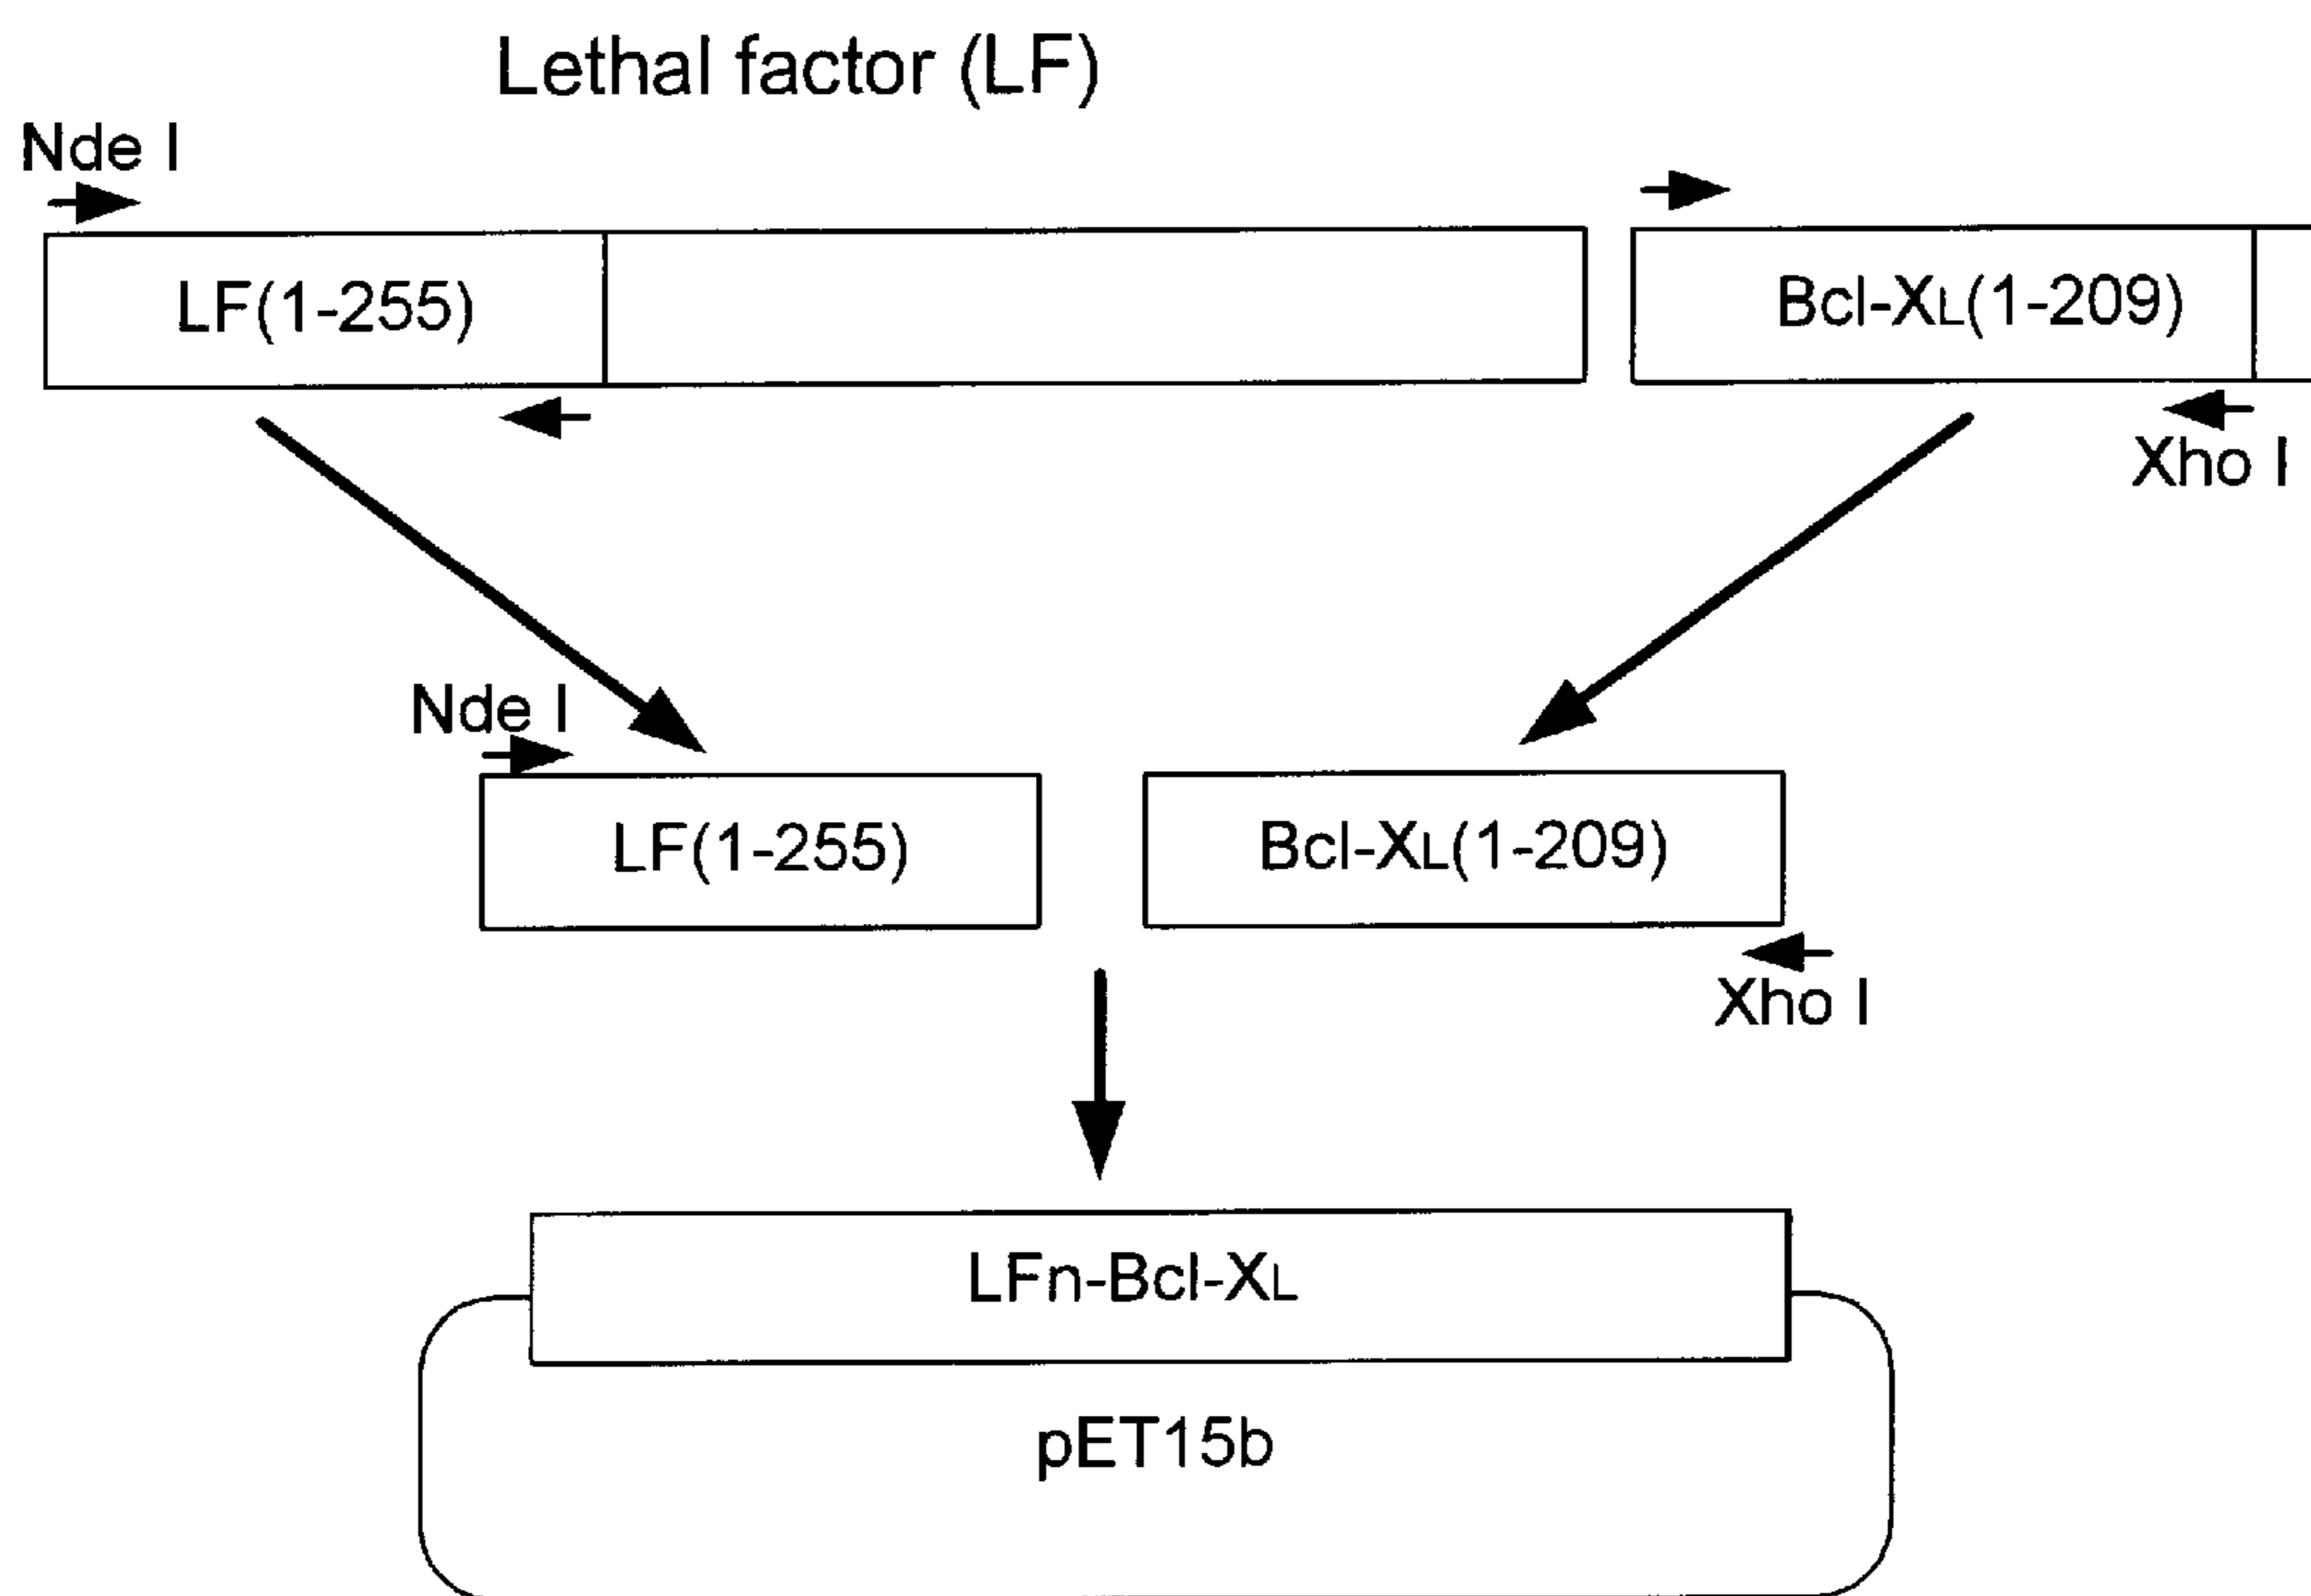 Lethal factor (LF)
Nde I
LF(1-255)
Bcl-XL(1-209)
Xho I
Nde I
LF(1-255)
Bcl-XL(1-209)
Xho I
LFn-Bcl-XL
pET15b